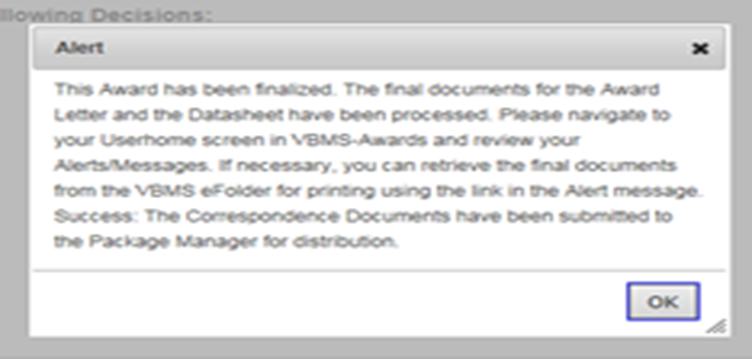 llowing Decisions:
Alert
This Award has been finalized. The final documents for the Award
Letter and the Datasheet have been processed. Please navigate to
your Userhome screen in VBMS-Awards and review your
Alerts/Messages. If necessary, you can retrieve the final documents
from the VBMS eFolder for printing using the link in the Alert message.
Success: The Correspondence Documents have been submitted to
the Package Manager for distribution.
OK